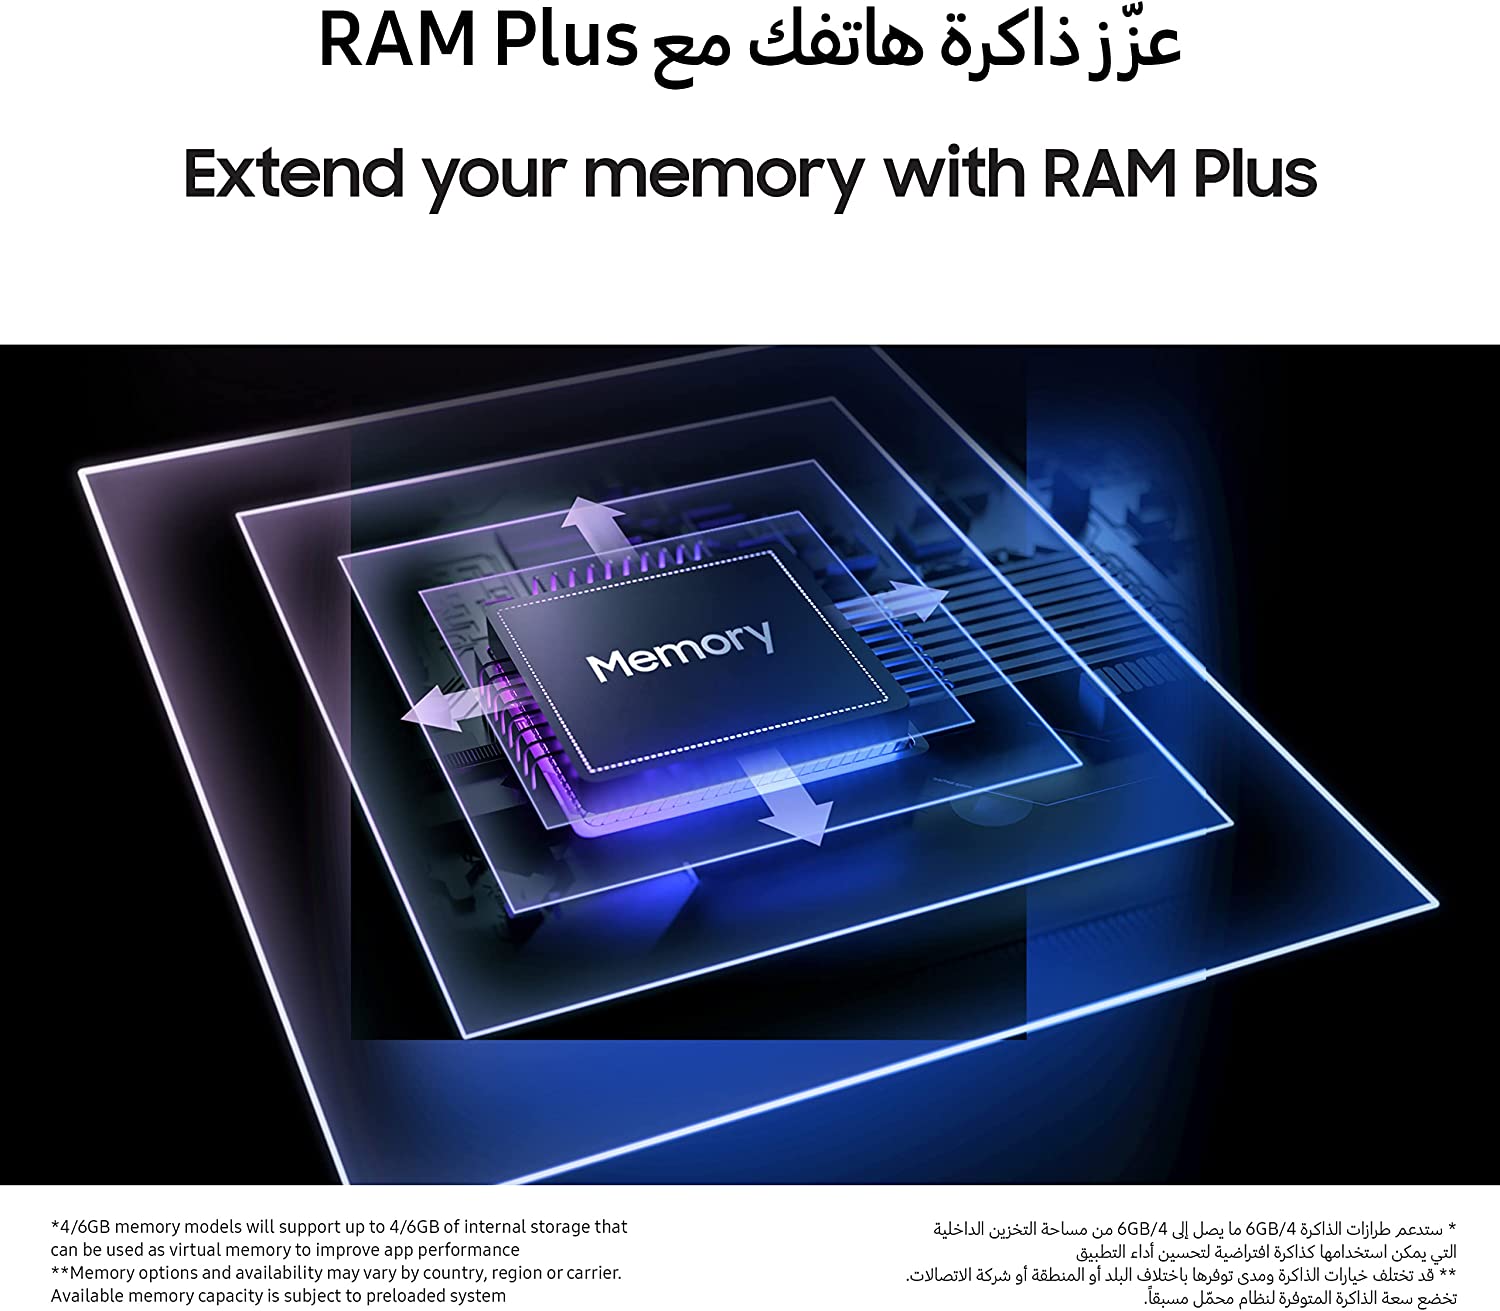 عزّز ذاكرة هاتفك مع RAM Plus
Extend your memory with RAM Plus
Memory
*4/6GB memory models will support up to 4/6GB of internal storage that
can be used as virtual memory to improve app performance
**Memory options and availability may vary by country, region or carrier.
Available memory capacity is subject to preloaded system
* ستدعم طرازات الذاكرة 6GB/4 ما يصل إلى 6GB/4 من مساحة التخزين الداخلية
التي يمكن استخدامها كذاكرة افتراضية لتحسين أداء التطبيق
** قد تختلف خيارات الذاكرة ومدى توفرها باختلاف البلد أو المنطقة أو شركة الاتصالات.
تخضع سعة الذاكرة المتوفرة لنظام محمّل مسبقاً.